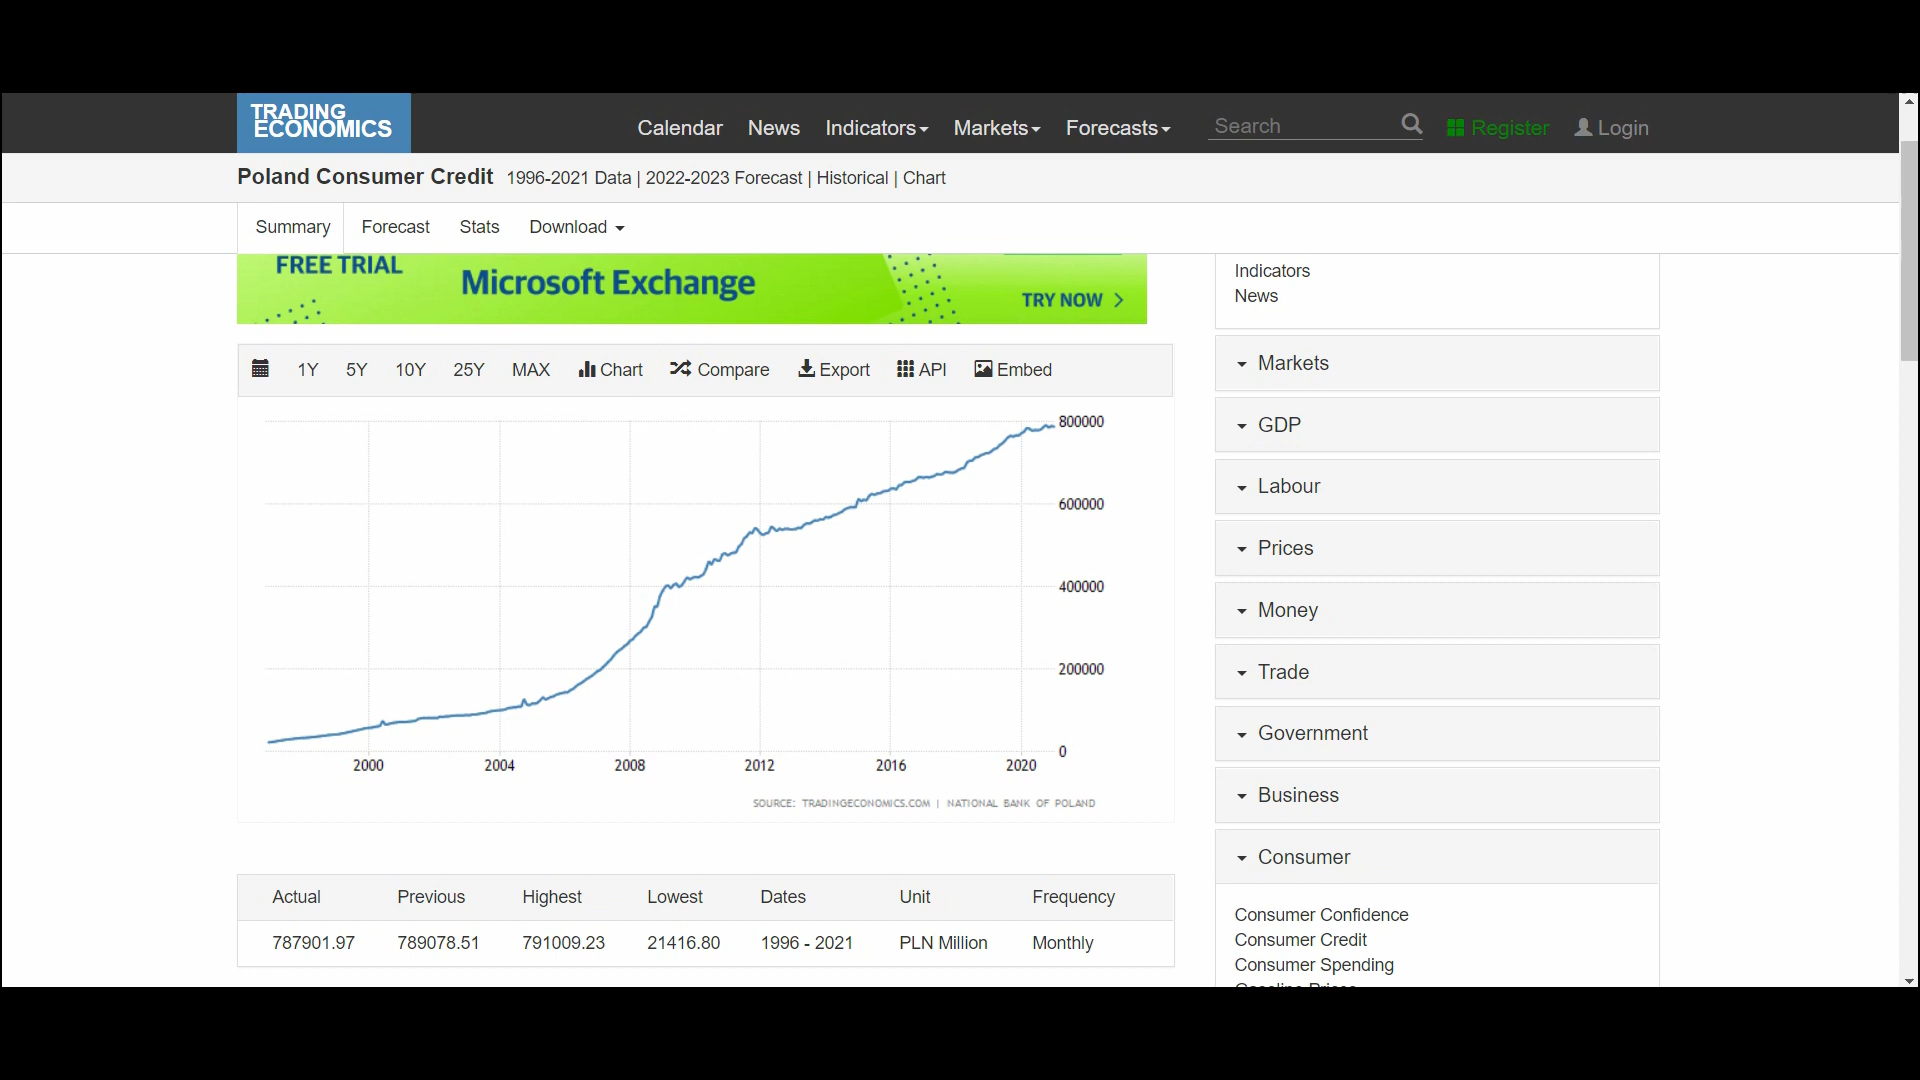 TRADING
ECONOMICS
Calendar News Indicators Markets Forecasts Search Register Login
Poland Consumer Credit 1996-2021 Data | 2022-2023 Forecast | Historical | Chart
Summary Forecast Stats Download
FREE TRIAL
Microsoft Exchange
TRY NOW >
1Y 5Y 10Y 25Y MAX Chart Compare Export API Embed
800000
600000
400000
200000
0
2000 2004 2008 2012 2016 2020
SOURCE: TRADINGECONOMICS.COM | NATIONAL BANK OF POLAND
Actual Previous Highest Lowest Dates Unit Frequency
787901.97 789078.51 791009.23 21416.80 1996 - 2021 PLN Million Monthly
Indicators
News
Markets
GDP
Labour
Prices
Money
Trade
Government
Business
Consumer
Consumer Confidence
Consumer Credit
Consumer Spending